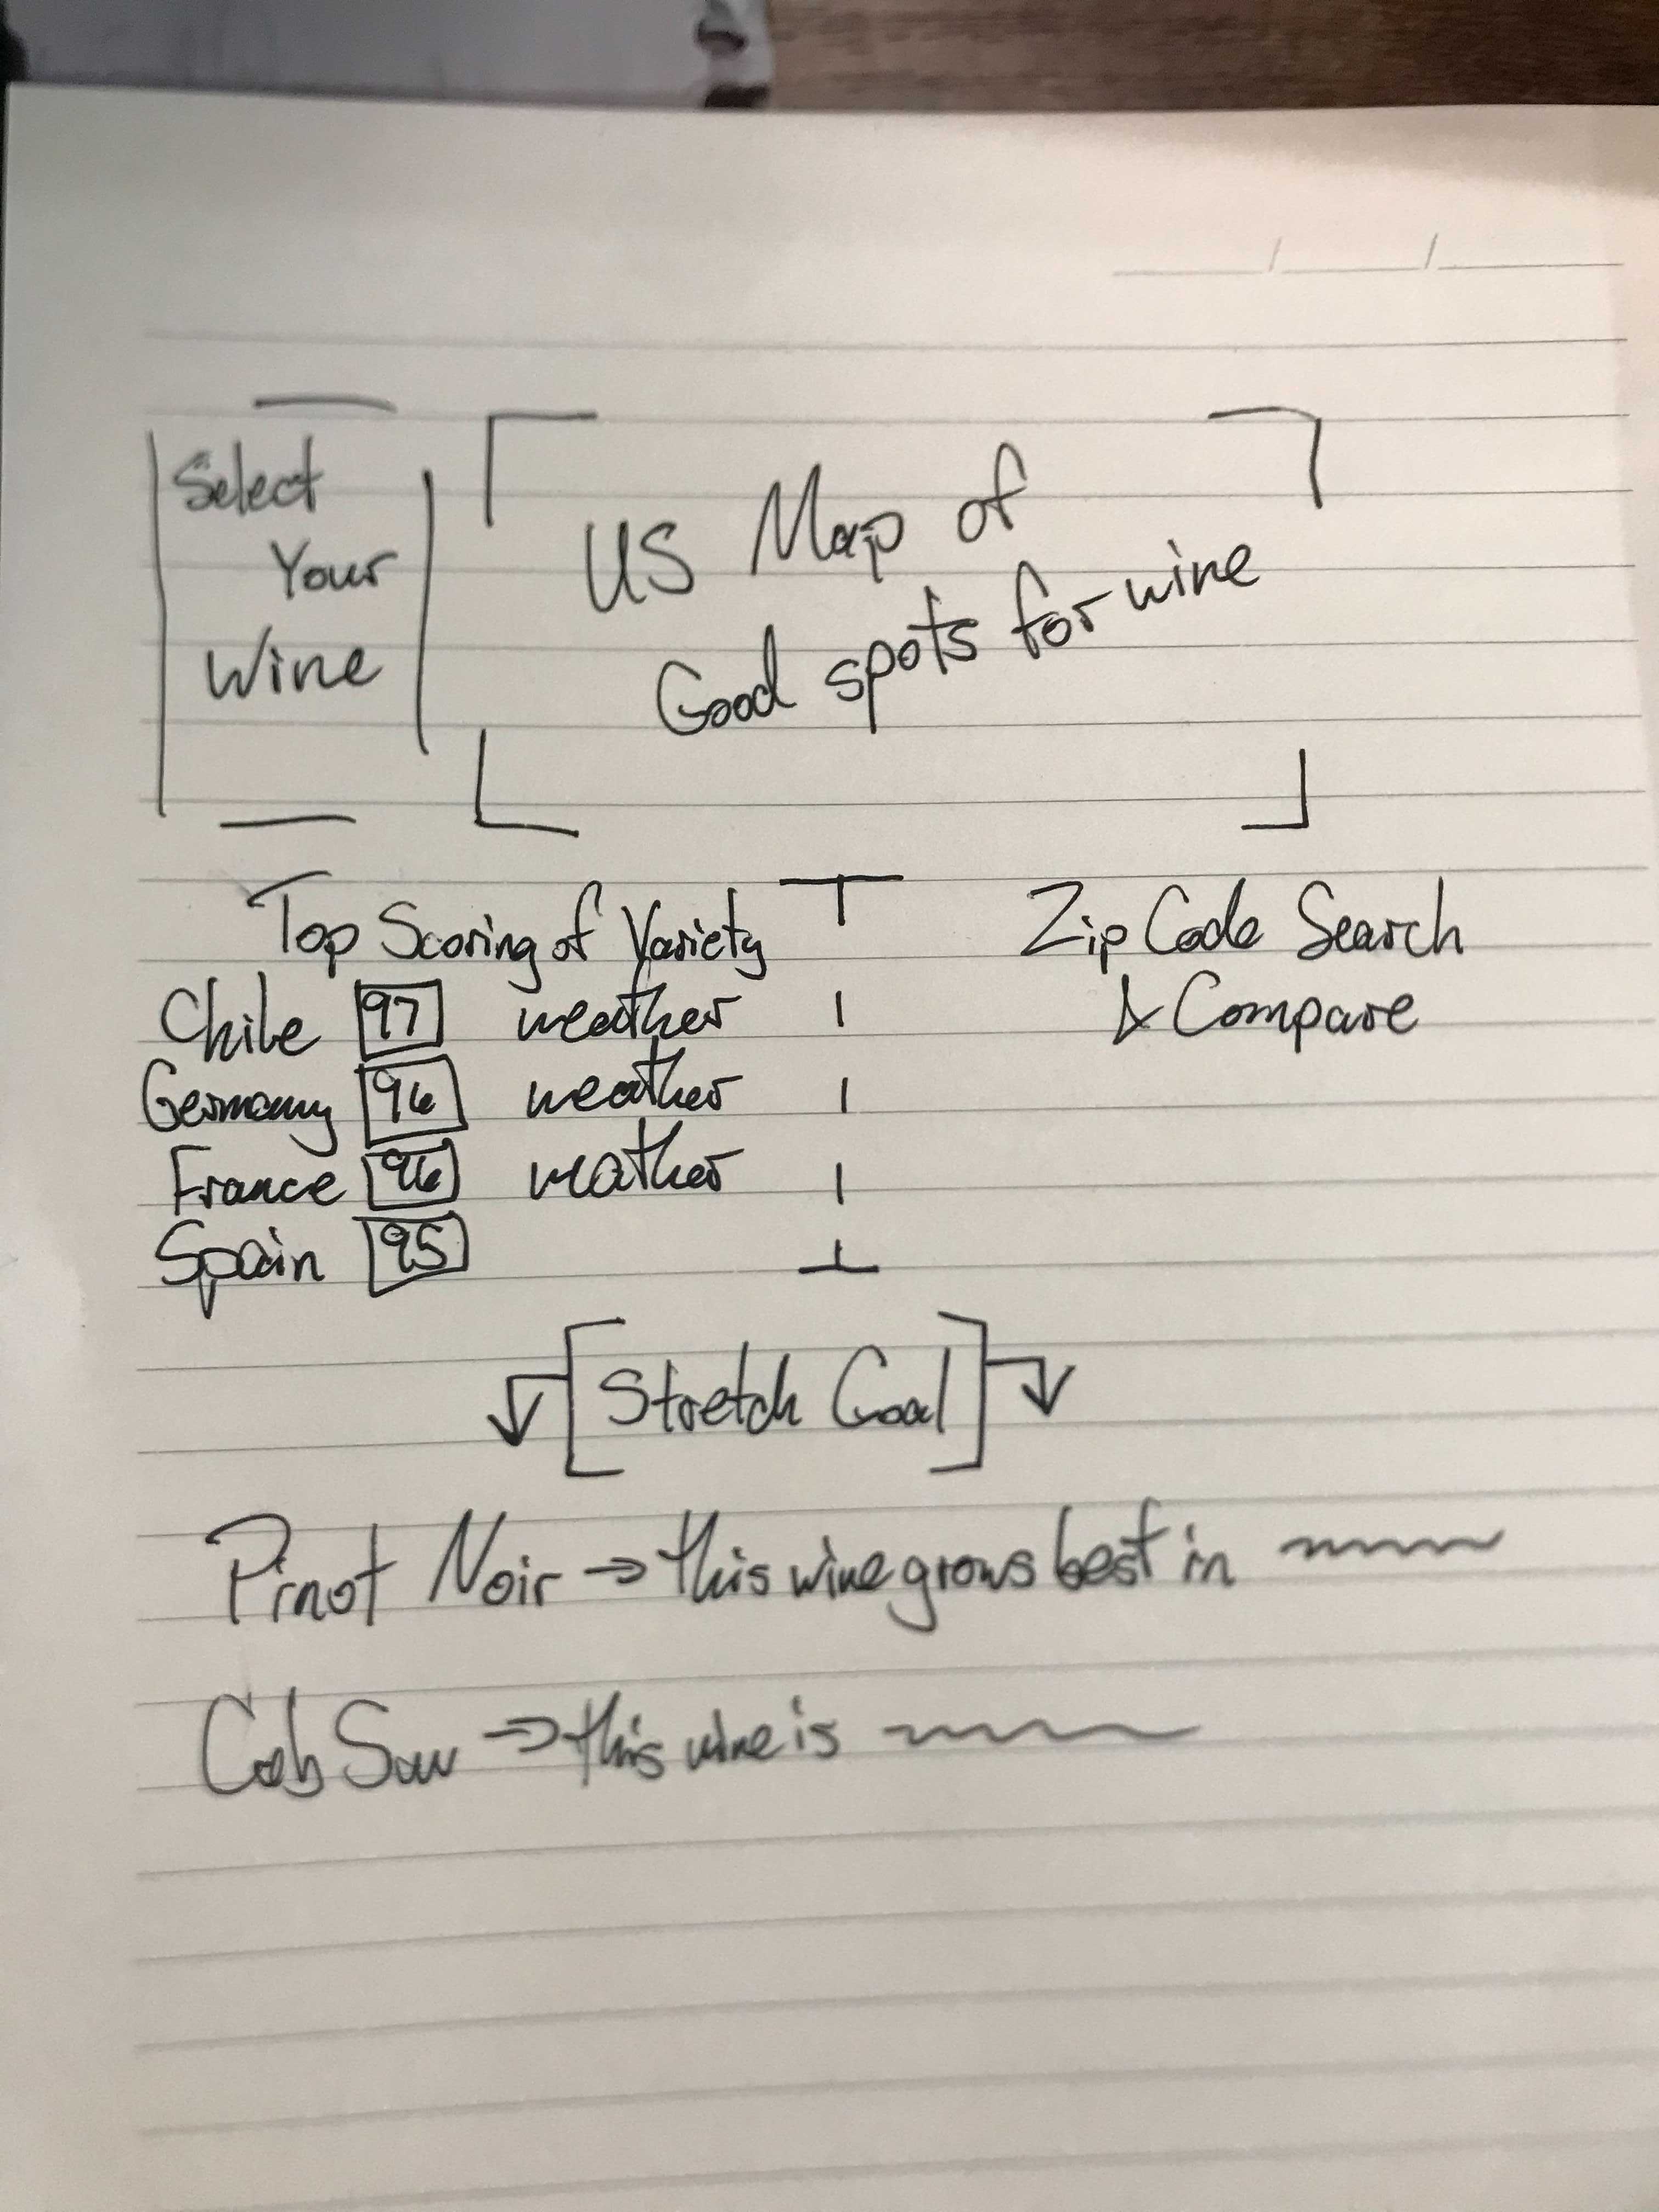 Select
Your
Wine
US Map of
Good spots for wine
Top Scoring of Variety
Chile 97 weather
Germany 96 weather
France 96 weather
Spain 95
Zip Code Search
& Compare
Stretch Goal
Pinot Noir → this wine grows best in
Cab Sauv → this wine is